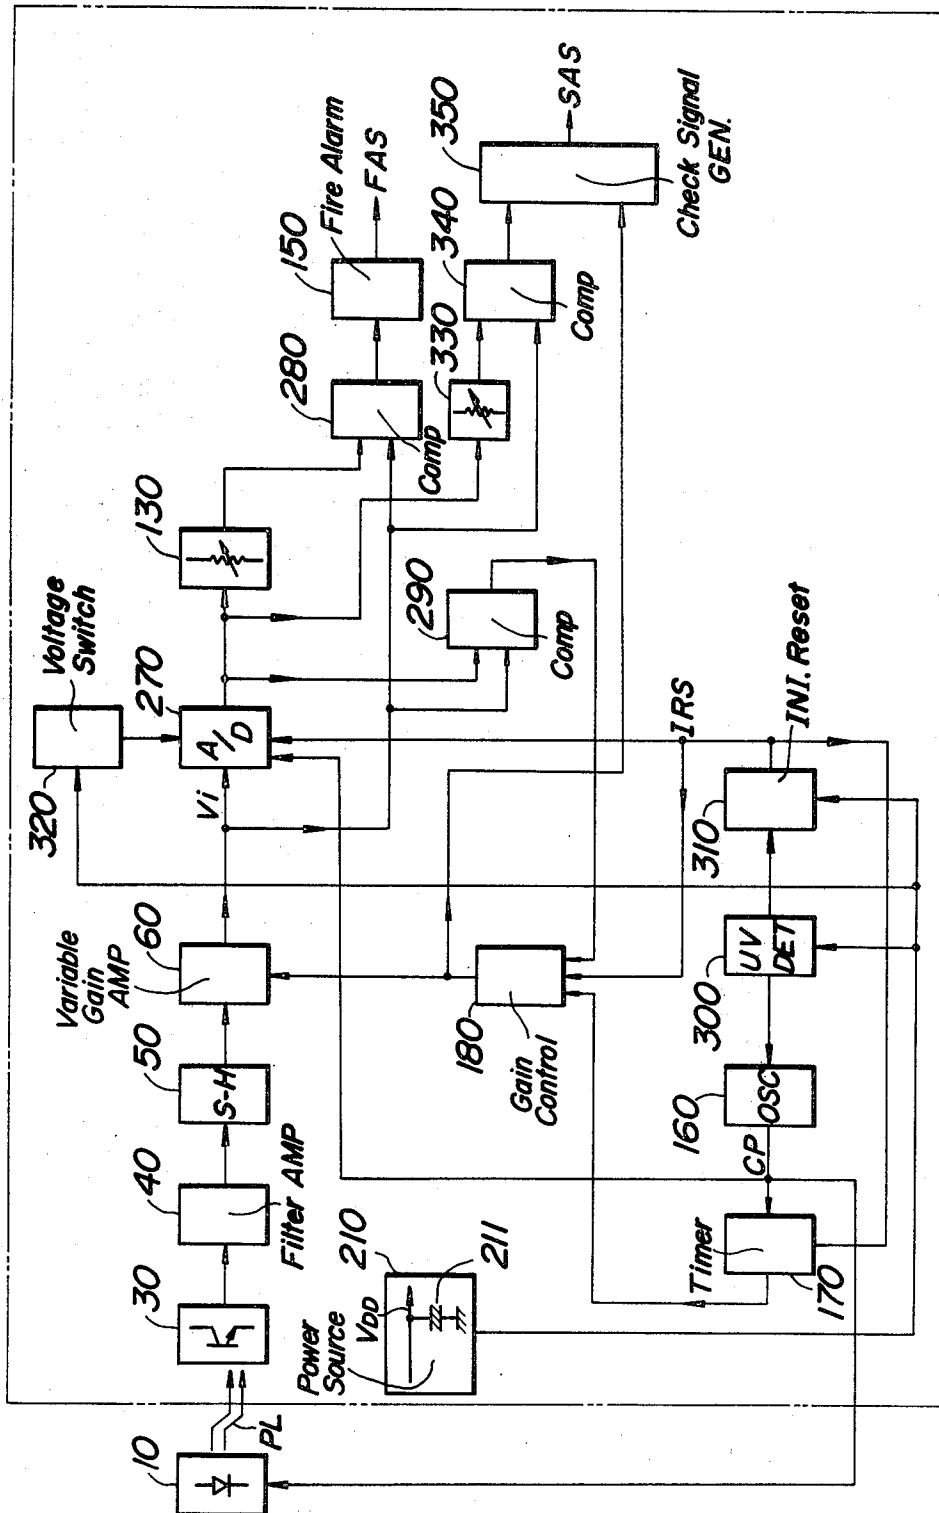 10
PL
30
40
Filter AMP
50
S-H
Variable
Gain
AMP
60
Vi
320
Voltage
Switch
270
A/D
130
280
Comp
150
Fire Alarm
FAS
290
Comp
330
340
Comp
350
SAS
Check Signal
GEN.
180
Gain
Control
IRS
Power
Source
VDD
210
211
Timer
170
CP
160
OSC
300
UV
DET
310
INI. Reset